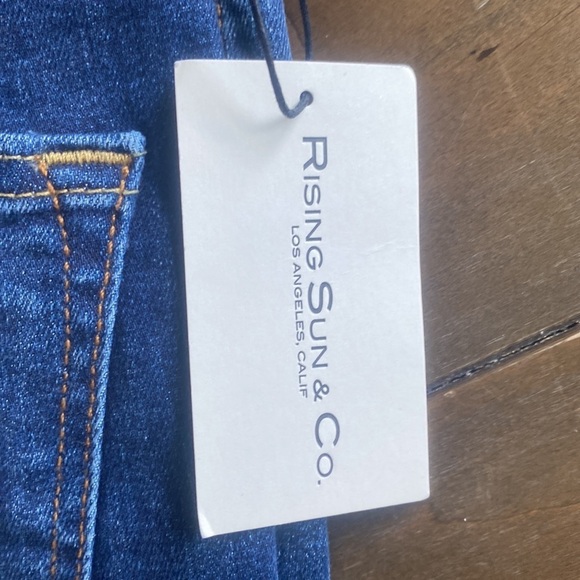 RISING SUN & CO.
LOS ANGELES, CALIF